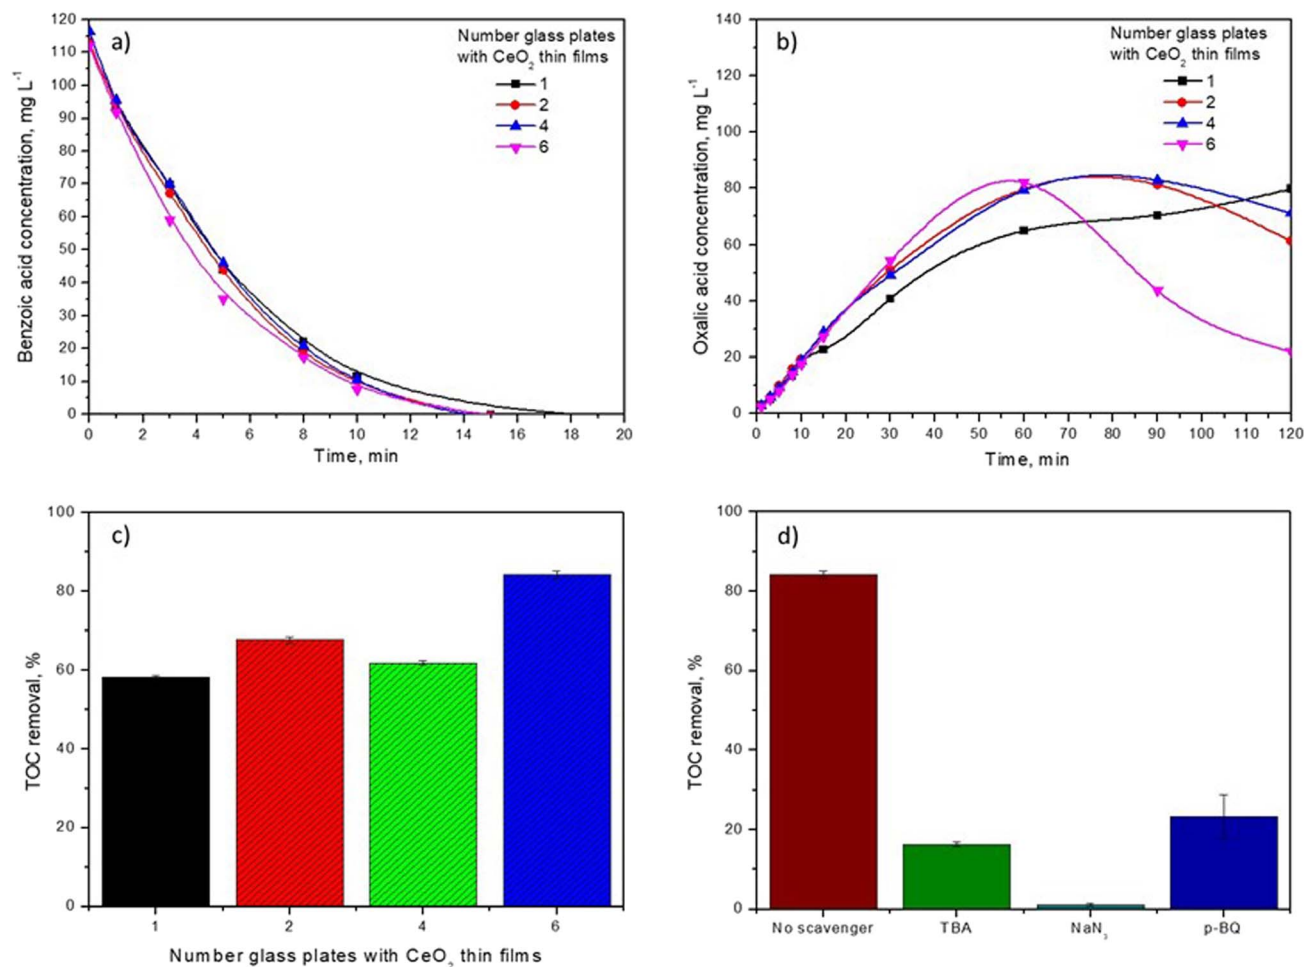 a)
Number glass plates
with CeO₂ thin films
1
2
4
6
Benzoic acid concentration, mg L⁻¹
120
110
100
90
80
70
60
50
40
30
20
10
0
0 2 4 6 8 10 12 14 16 18 20
Time, min
b)
Number glass plates
with CeO₂ thin films
1
2
4
6
Oxalic acid concentration, mg L⁻¹
140
120
100
80
60
40
20
0
0 10 20 30 40 50 60 70 80 90 100 110 120
Time, min
c)
TOC removal, %
100
80
60
40
20
0
1 2 4 6
Number glass plates with CeO₂ thin films
d)
TOC removal, %
100
80
60
40
20
0
No scavenger TBA NaN₃ p-BQ